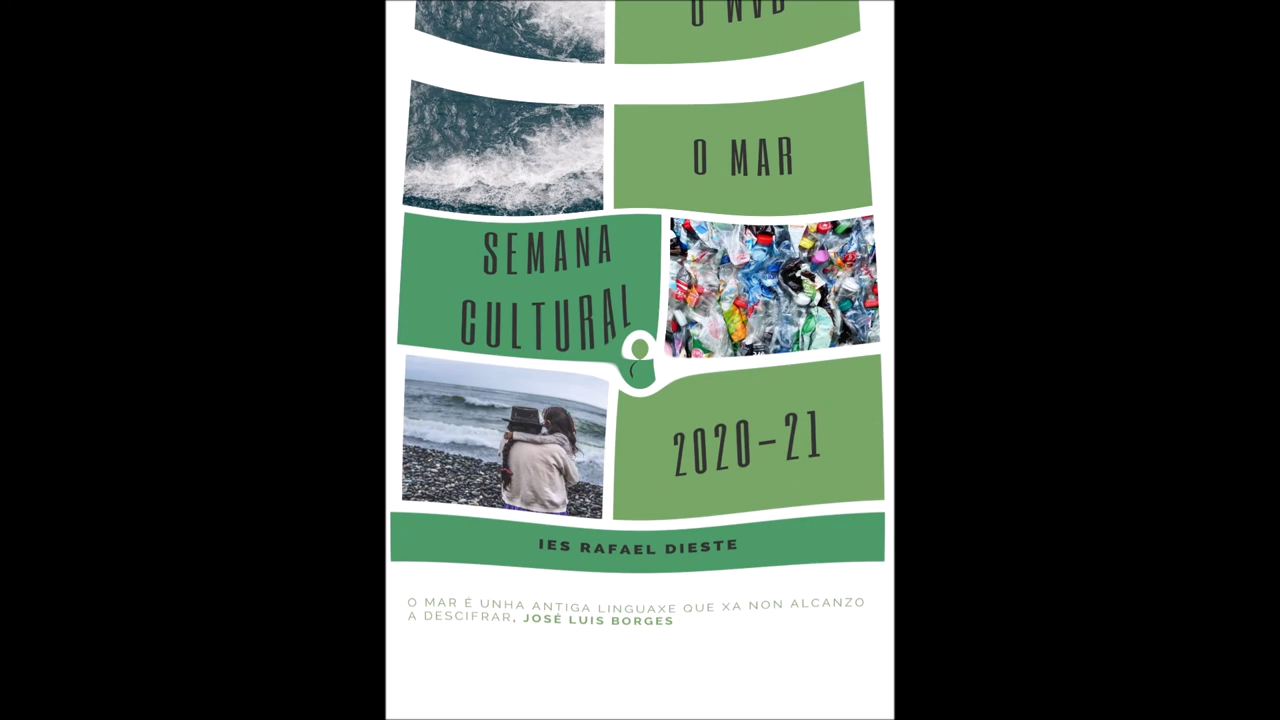 O MAR
O MAR
SEMANA
CULTURAL
2020-21
IES RAFAEL DIESTE
O MAR É UNHA ANTIGA LINGUAXE QUE XA NON ALCANZO
A DESCIFRAR, JOSÉ LUIS BORGES